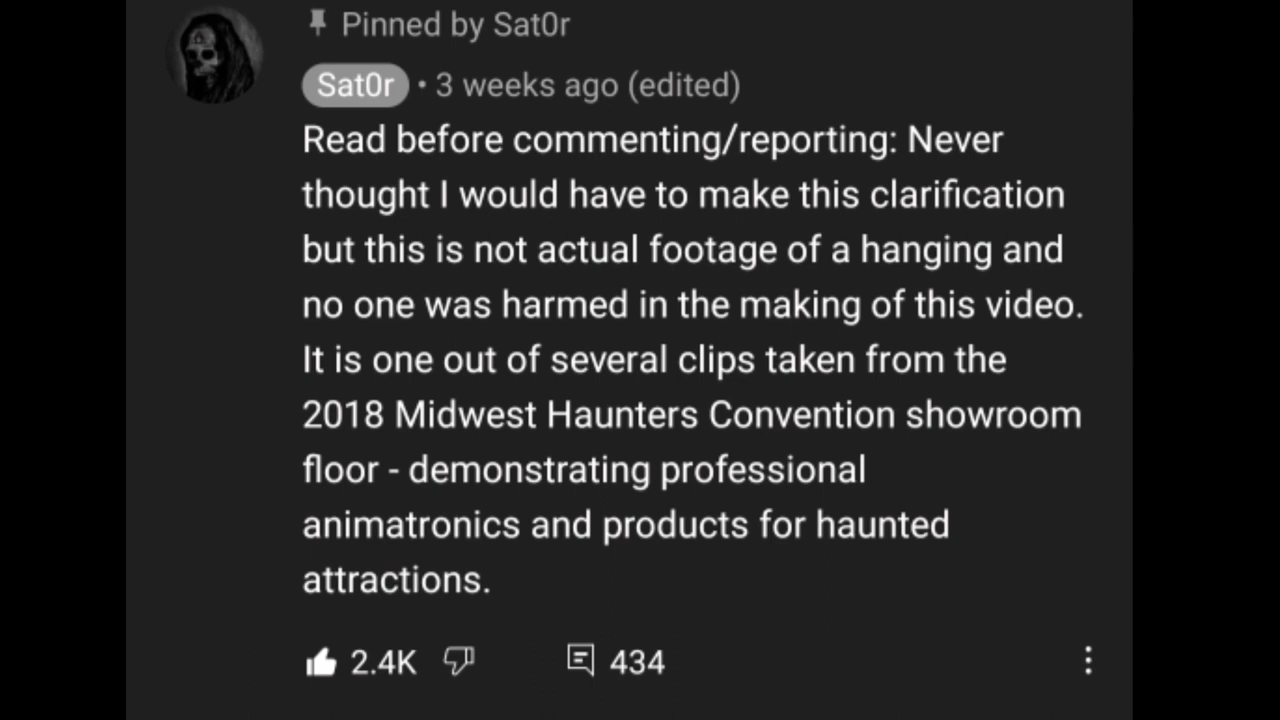 Pinned by Sat0r
Sat0r • 3 weeks ago (edited)
Read before commenting/reporting: Never
thought I would have to make this clarification
but this is not actual footage of a hanging and
no one was harmed in the making of this video.
It is one out of several clips taken from the
2018 Midwest Haunters Convention showroom
floor - demonstrating professional
animatronics and products for haunted
attractions.
2.4K 434